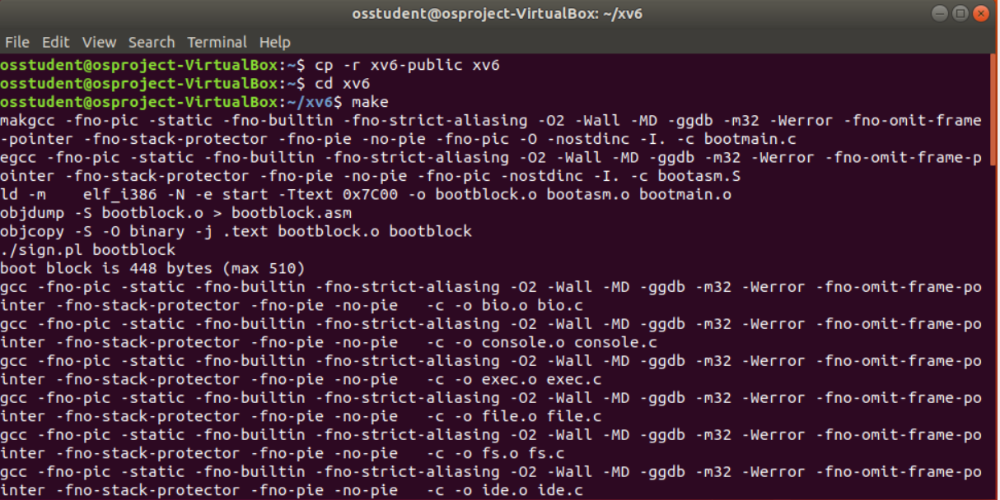 osstudent@osproject-VirtualBox: ~/xv6
File Edit View Search Terminal Help
osstudent@osproject-VirtualBox:~$ cp -r xv6-public xv6
osstudent@osproject-VirtualBox:~$ cd xv6
osstudent@osproject-VirtualBox:~/xv6$ make
makgcc -fno-pic -static -fno-builtin -fno-strict-aliasing -O2 -Wall -MD -ggdb -m32 -Werror -fno-omit-frame
-pointer -fno-stack-protector -fno-pie -no-pie -fno-pic -O -nostdinc -I. -c bootmain.c
egcc -fno-pic -static -fno-builtin -fno-strict-aliasing -O2 -Wall -MD -ggdb -m32 -Werror -fno-omit-frame-p
ointer -fno-stack-protector -fno-pie -no-pie -fno-pic -nostdinc -I. -c bootasm.S
ld -m    elf_i386 -N -e start -Ttext 0x7C00 -o bootblock.o bootasm.o bootmain.o
objdump -S bootblock.o > bootblock.asm
objcopy -S -O binary -j .text bootblock.o bootblock
./sign.pl bootblock
boot block is 448 bytes (max 510)
gcc -fno-pic -static -fno-builtin -fno-strict-aliasing -O2 -Wall -MD -ggdb -m32 -Werror -fno-omit-frame-po
inter -fno-stack-protector -fno-pie -no-pie   -c -o bio.o bio.c
gcc -fno-pic -static -fno-builtin -fno-strict-aliasing -O2 -Wall -MD -ggdb -m32 -Werror -fno-omit-frame-po
inter -fno-stack-protector -fno-pie -no-pie   -c -o console.o console.c
gcc -fno-pic -static -fno-builtin -fno-strict-aliasing -O2 -Wall -MD -ggdb -m32 -Werror -fno-omit-frame-po
inter -fno-stack-protector -fno-pie -no-pie   -c -o exec.o exec.c
gcc -fno-pic -static -fno-builtin -fno-strict-aliasing -O2 -Wall -MD -ggdb -m32 -Werror -fno-omit-frame-po
inter -fno-stack-protector -fno-pie -no-pie   -c -o file.o file.c
gcc -fno-pic -static -fno-builtin -fno-strict-aliasing -O2 -Wall -MD -ggdb -m32 -Werror -fno-omit-frame-po
inter -fno-stack-protector -fno-pie -no-pie   -c -o fs.o fs.c
gcc -fno-pic -static -fno-builtin -fno-strict-aliasing -O2 -Wall -MD -ggdb -m32 -Werror -fno-omit-frame-po
inter -fno-stack-protector -fno-pie -no-pie   -c -o ide.o ide.c